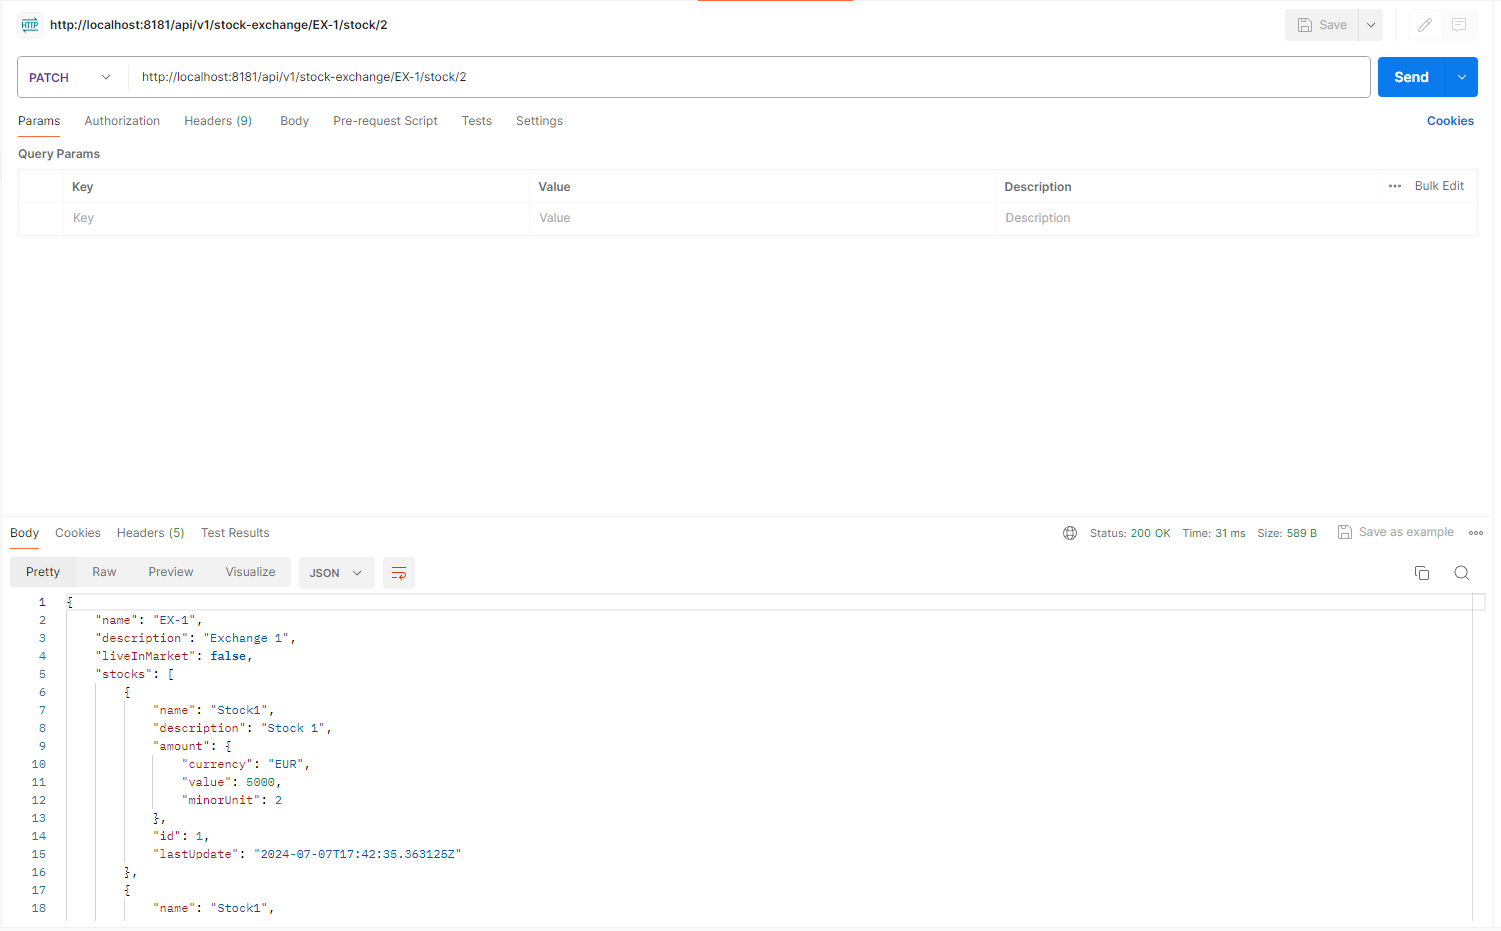 HTTP http://localhost:8181/api/v1/stock-exchange/EX-1/stock/2 Save
PATCH http://localhost:8181/api/v1/stock-exchange/EX-1/stock/2 Send
Params Authorization Headers (9) Body Pre-request Script Tests Settings Cookies
Query Params
Key Value Description Bulk Edit
Key Value Description
Body Cookies Headers (5) Test Results Status: 200 OK Time: 31 ms Size: 589 B Save as example
Pretty Raw Preview Visualize JSON
1 {
2 "name": "EX-1",
3 "description": "Exchange 1",
4 "liveInMarket": false,
5 "stocks": [
6 {
7 "name": "Stock1",
8 "description": "Stock 1",
9 "amount": {
10 "currency": "EUR",
11 "value": 5000,
12 "minorUnit": 2
13 },
14 "id": 1,
15 "lastUpdate": "2024-07-07T17:42:35.363125Z"
16 },
17 {
18 "name": "Stock1",